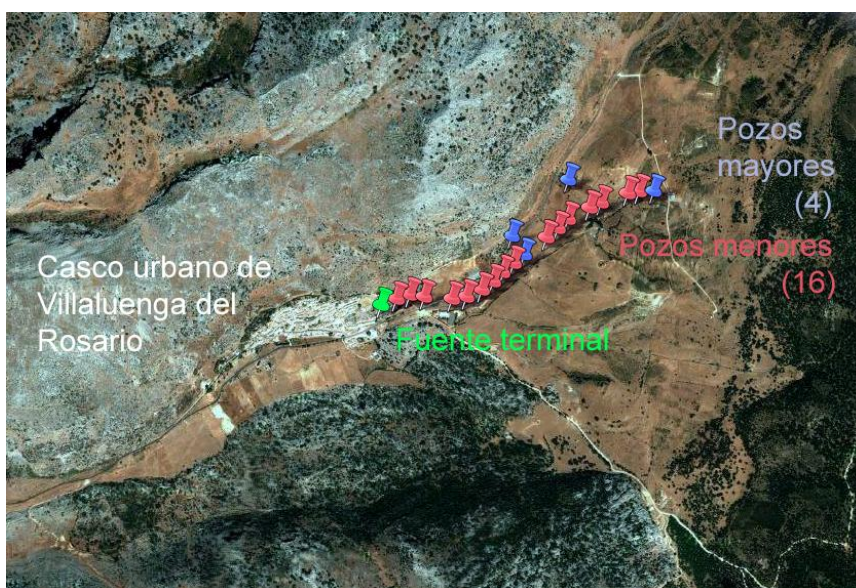 Pozos
mayores
(4)
Pozos menores
(16)
Casco urbano de
Villaluenga del
Rosario
Fuente terminal